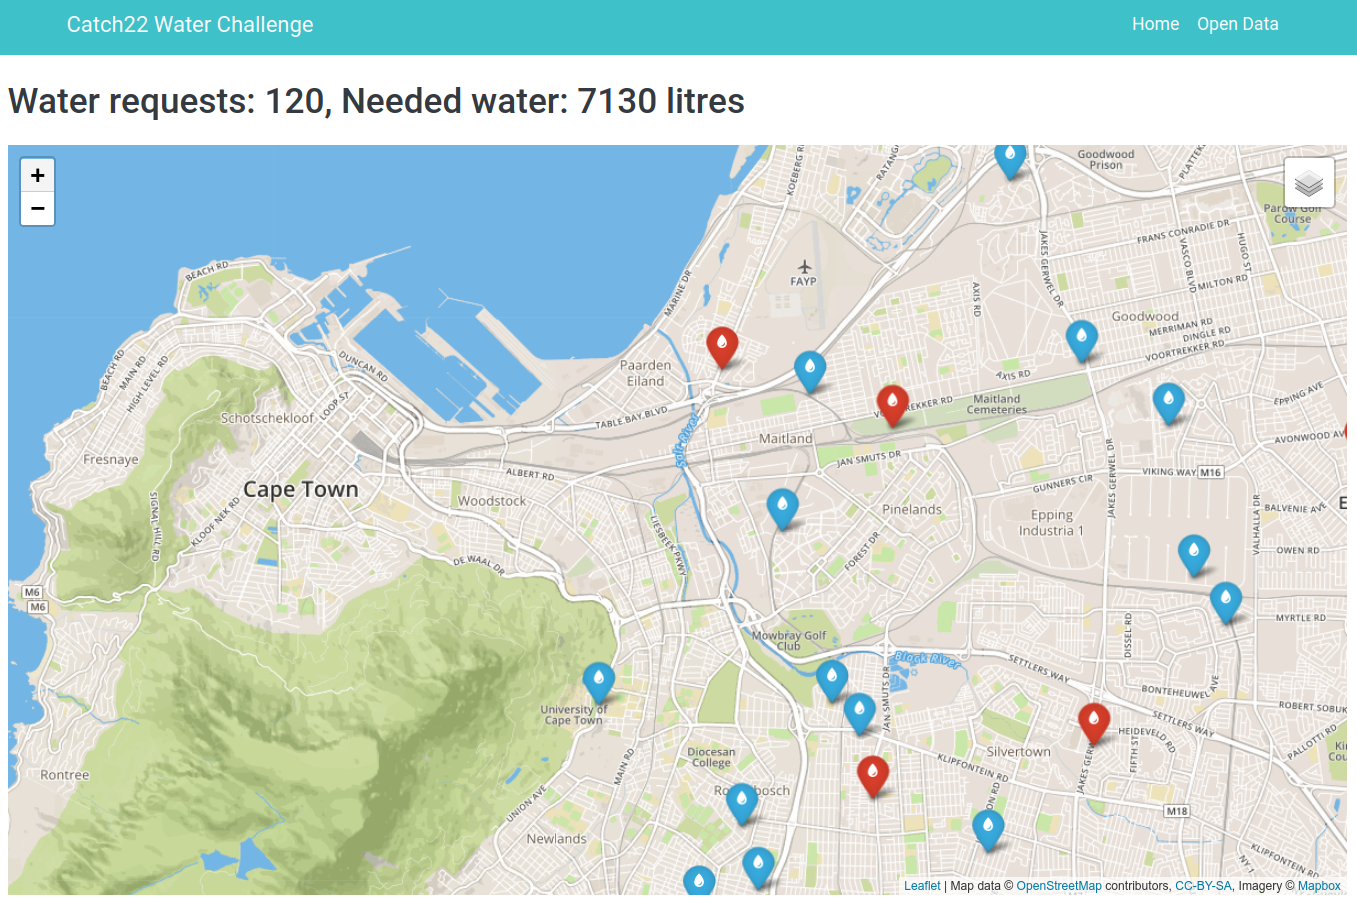 Catch22 Water Challenge
Home
Open Data
Water requests: 120, Needed water: 7130 litres
+
−
KOEBERG R
RATANG
Goodwood
Prison
PLATTEK
Parow Golf
Course
FRANS CONRADIE DR
HUGO ST
VASCO BLVD
MILTON RD
JAKES GERWEL DR
BEACH RD
MARINE DR
FAYP
AXIS RD
Goodwood
MERRIMAN RD
DINGLE RD
VOORTREKKER RD
BEACH RD
MAIN RD
HIGH LEVEL RD
DUNCAN RD
Paarden
Eiland
AXIS RD
EPPING AVE
LOOP ST
Schotschekloof
TABLE BAY BLVD
Maitland
Cemeteries
REKKER RD
Salt River
Maitland
AVONWOOD AV
Fresnaye
JAN SMUTS DR
VIKING WAY
M16
ALBERT RD
GUNNERS CIR
JAKES GERWEL DR
Cape Town
Woodstock
Pinelands
Epping
Industria 1
BALVENIE AVE
SIGNAL HILL RD
KLOOF NEK RD
LIESBEEK PKWY
FOREST DR
VALHALLA DR
OWEN RD
DE WAAL DR
M6
M6
MYRTLE RD
Mowbray Golf
Club
DISSEL RD
Black River
SETTLERS WAY
BONTEHEUWEL AVE
JAN SMUTS DR
ROBERT SOBUK
University of
Cape Town
SETTLERS WAY
HEIDEVELD RD
PALLOTTI RD
FIFTH ST
JAKES GERW
Diocesan
College
Silvertown
KLIPFONTEIN RD
Rontree
MAIN RD
UNION AVE
M18
Newlands
KLIPFONTEIN RD
NY 1
Leaflet | Map data © OpenStreetMap contributors, CC-BY-SA, Imagery © Mapbox